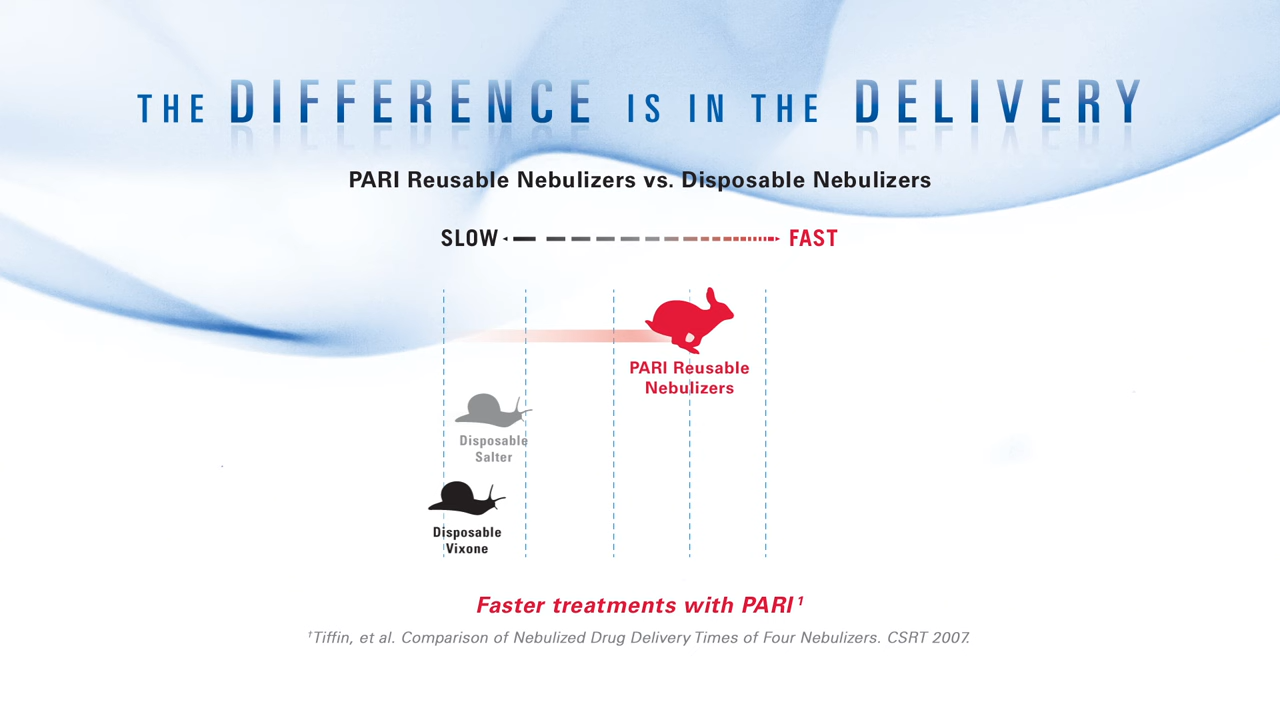 THE DIFFERENCE IS IN THE DELIVERY
PARI Reusable Nebulizers vs. Disposable Nebulizers
SLOW FAST
PARI Reusable
Nebulizers
Disposable
Salter
Disposable
Vixone
Faster treatments with PARI¹
†Tiffin, et al. Comparison of Nebulized Drug Delivery Times of Four Nebulizers. CSRT 2007.